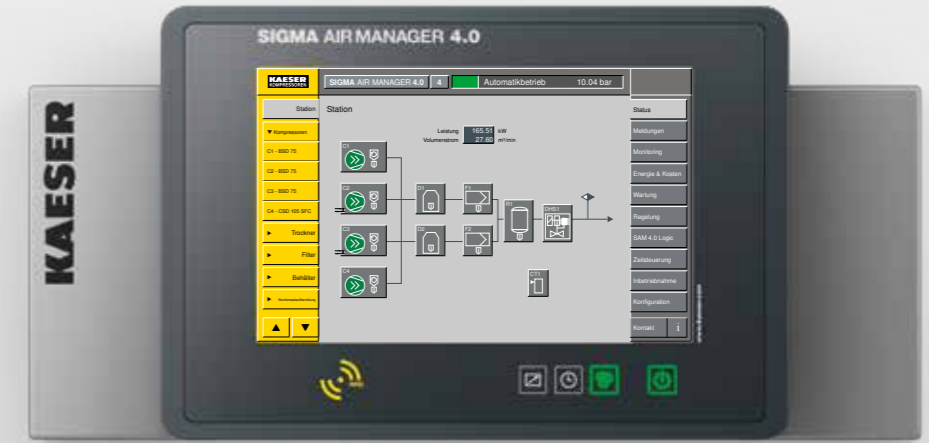 SIGMA AIR MANAGER 4.0
KAESER
KAESER
KOMPRESSOREN
SIGMA AIR MANAGER 4.0 4 Automatikbetrieb 10.04 bar
Station
▼ Kompressoren
C1 - BSD 75
C2 - BSD 75
C3 - BSD 75
C4 - CSD 105 SFC
► Trockner
► Filter
► Behälter
Station
Leistung 165.51 kW
Volumenstrom 27.60 m³/min
C1
C2 D1 F1
R1 DHS1
C3 D2 F2
C4 CT1
Status
Meldungen
Monitoring
Energie & Kosten
Wartung
Regelung
SAM 4.0 Logic
Zeitsteuerung
Inbetriebnahme
Konfiguration
Kontakt i
RFID